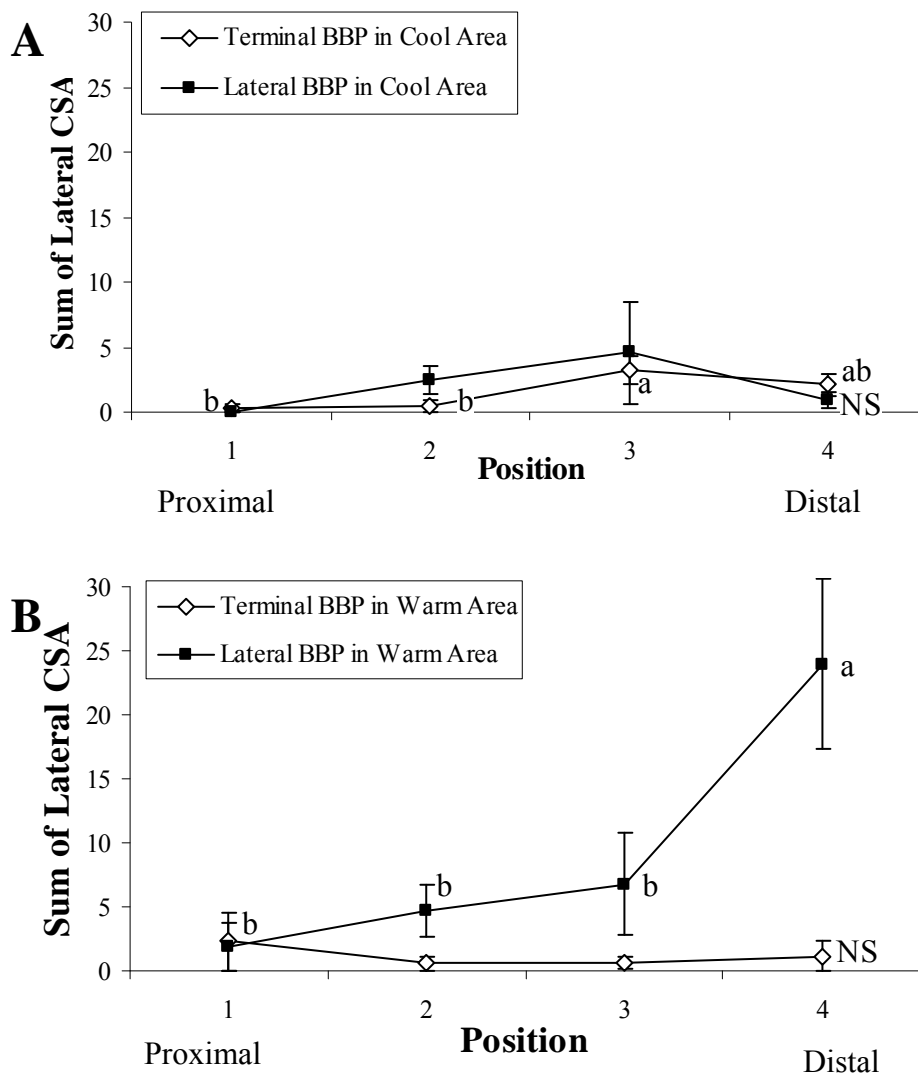 A
Terminal BBP in Cool Area
Lateral BBP in Cool Area
Sum of Lateral CSA
30
25
20
15
10
5
0
b
b
a
ab
NS
1
2
3
4
Position
Proximal
Distal
B
Terminal BBP in Warm Area
Lateral BBP in Warm Area
Sum of Lateral CSA
30
25
20
15
10
5
0
b
b
b
a
NS
1
2
3
4
Position
Proximal
Distal